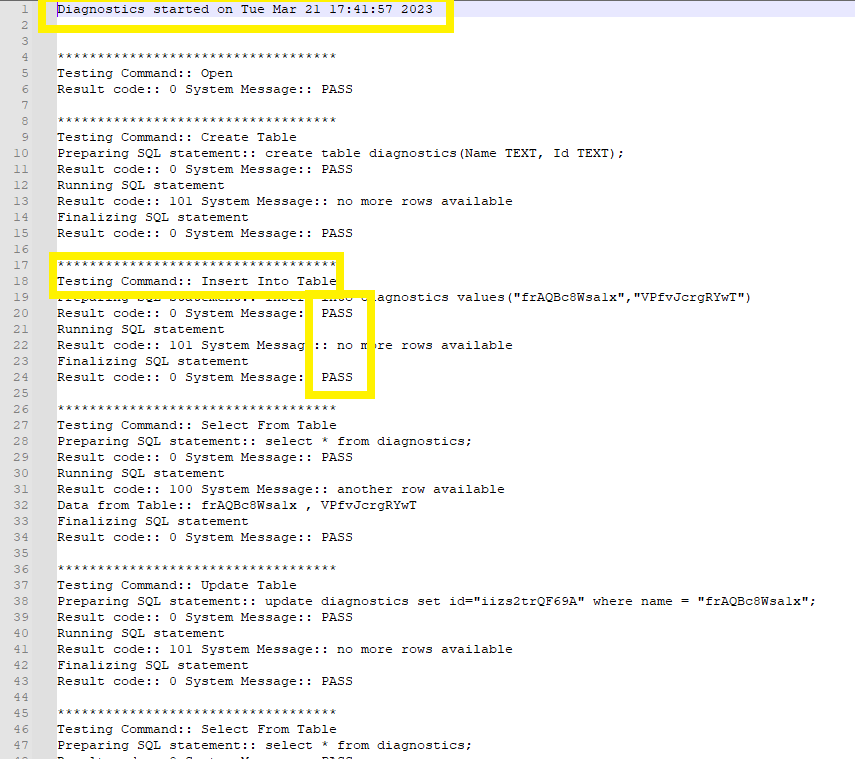 1 Diagnostics started on Tue Mar 21 17:41:57 2023
2
3
4 ***********************************
5 Testing Command:: Open
6 Result code:: 0 System Message:: PASS
7
8 ***********************************
9 Testing Command:: Create Table
10 Preparing SQL statement:: create table diagnostics(Name TEXT, Id TEXT);
11 Result code:: 0 System Message:: PASS
12 Running SQL statement
13 Result code:: 101 System Message:: no more rows available
14 Finalizing SQL statement
15 Result code:: 0 System Message:: PASS
16
17 ***********************************
18 Testing Command:: Insert Into Table
19 Preparing SQL statement:: insert into diagnostics values("frAQBc8Wsa1x","VPfvJcrgRYwT")
20 Result code:: 0 System Message:: PASS
21 Running SQL statement
22 Result code:: 101 System Message:: no more rows available
23 Finalizing SQL statement
24 Result code:: 0 System Message:: PASS
25
26 ***********************************
27 Testing Command:: Select From Table
28 Preparing SQL statement:: select * from diagnostics;
29 Result code:: 0 System Message:: PASS
30 Running SQL statement
31 Result code:: 100 System Message:: another row available
32 Data from Table:: frAQBc8Wsa1x , VPfvJcrgRYwT
33 Finalizing SQL statement
34 Result code:: 0 System Message:: PASS
35
36 ***********************************
37 Testing Command:: Update Table
38 Preparing SQL statement:: update diagnostics set id="iizs2trQF69A" where name = "frAQBc8Wsa1x";
39 Result code:: 0 System Message:: PASS
40 Running SQL statement
41 Result code:: 101 System Message:: no more rows available
42 Finalizing SQL statement
43 Result code:: 0 System Message:: PASS
44
45 ***********************************
46 Testing Command:: Select From Table
47 Preparing SQL statement:: select * from diagnostics;